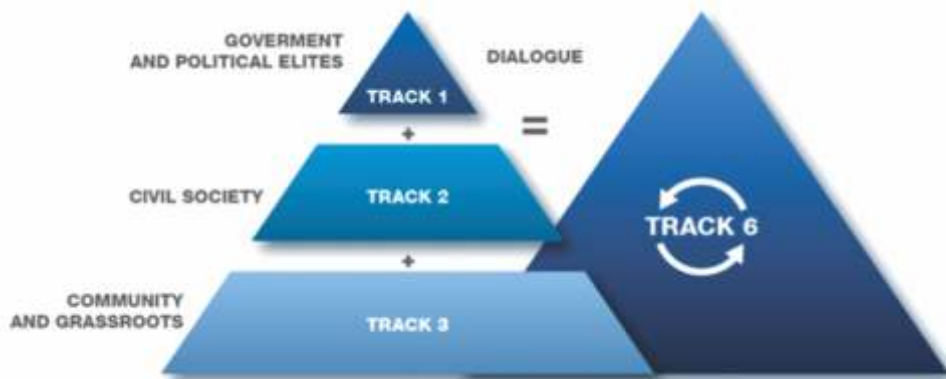 GOVERMENT
AND POLITICAL ELITES
DIALOGUE
TRACK 1
+
=
CIVIL SOCIETY
TRACK 2
TRACK 6
+
COMMUNITY
AND GRASSROOTS
TRACK 3